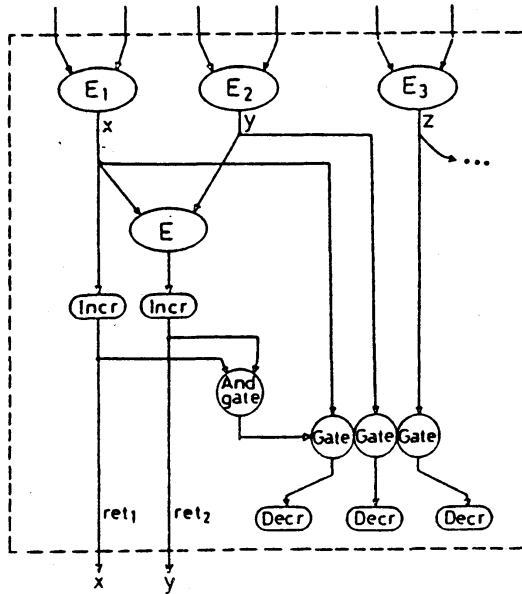 E1 E2 E3
x y z
...
E
Incr Incr
And gate
Gate Gate Gate
Decr Decr Decr
ret1 ret2
x y